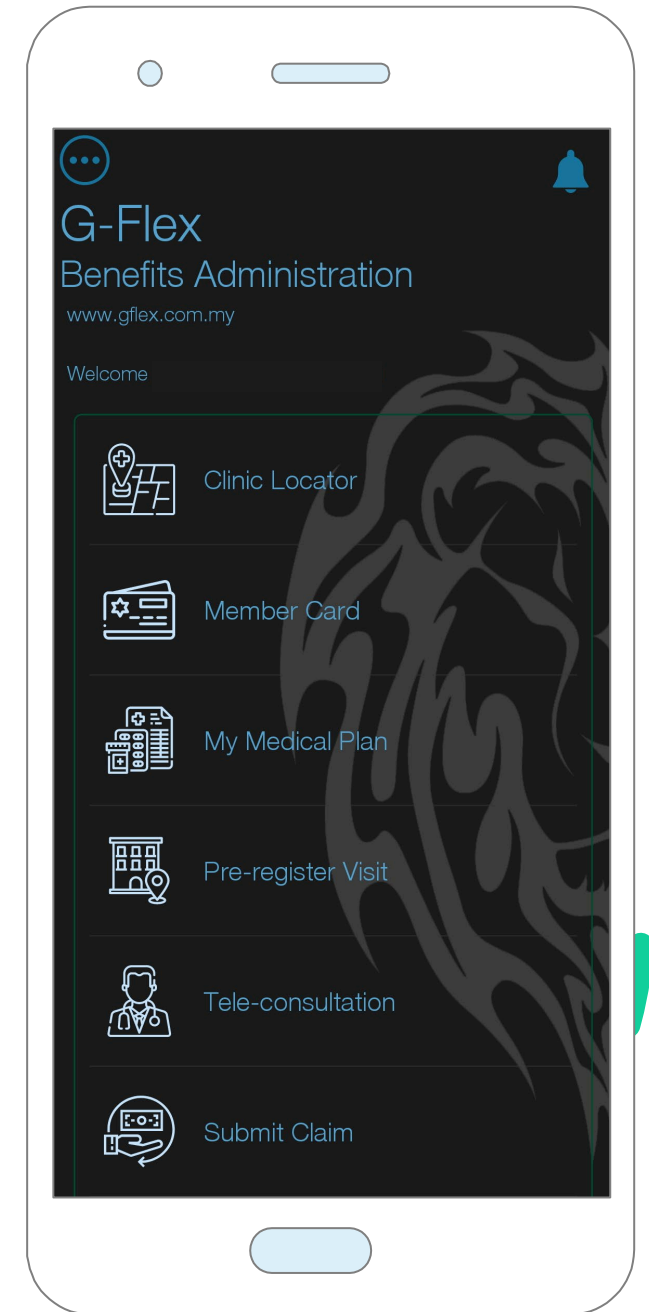 G-Flex
Benefits Administration
www.gflex.com.my
Welcome
Clinic Locator
Member Card
My Medical Plan
Pre-register Visit
Tele-consultation
Submit Claim